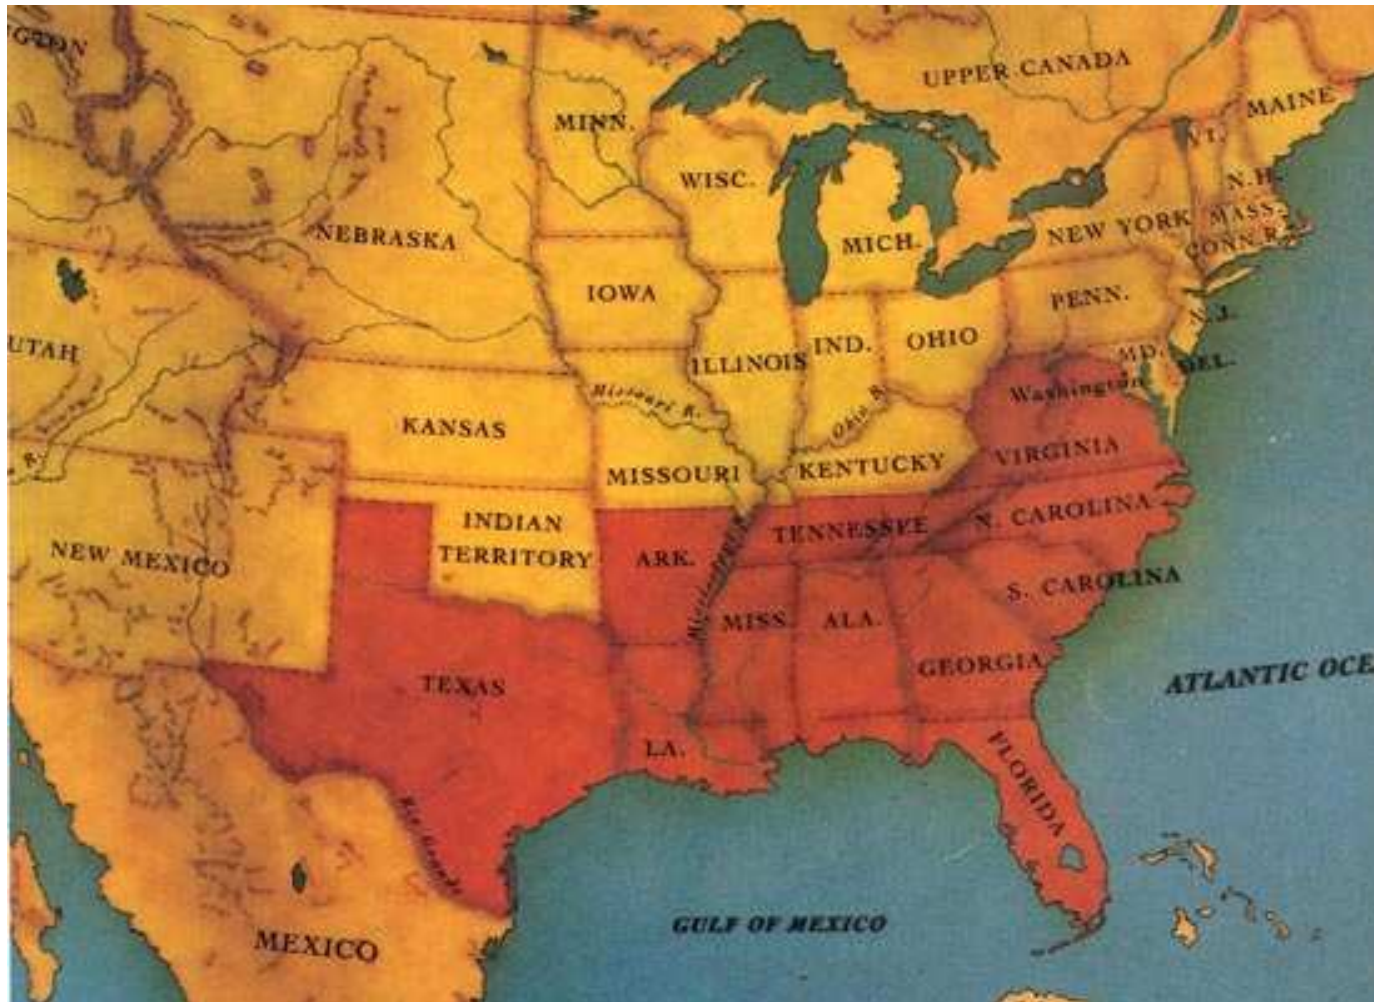 GTON
UPPER CANADA
MAINE
MINN.
VT.
WISC.
N.H.
NEBRASKA
MICH.
NEW YORK
MASS.
CONN.
R.I.
IOWA
PENN.
N.J.
UTAH
ILLINOIS
IND.
OHIO
MD.
DEL.
Washington
Missouri R.
Ohio R.
KANSAS
VIRGINIA
MISSOURI
KENTUCKY
R.
INDIAN
TERRITORY
TENNESSEE
N. CAROLINA
NEW MEXICO
ARK.
Mississippi R.
S. CAROLINA
MISS.
ALA.
GEORGIA
TEXAS
ATLANTIC OCE
LA.
FLORIDA
Rio Grande
GULF OF MEXICO
MEXICO